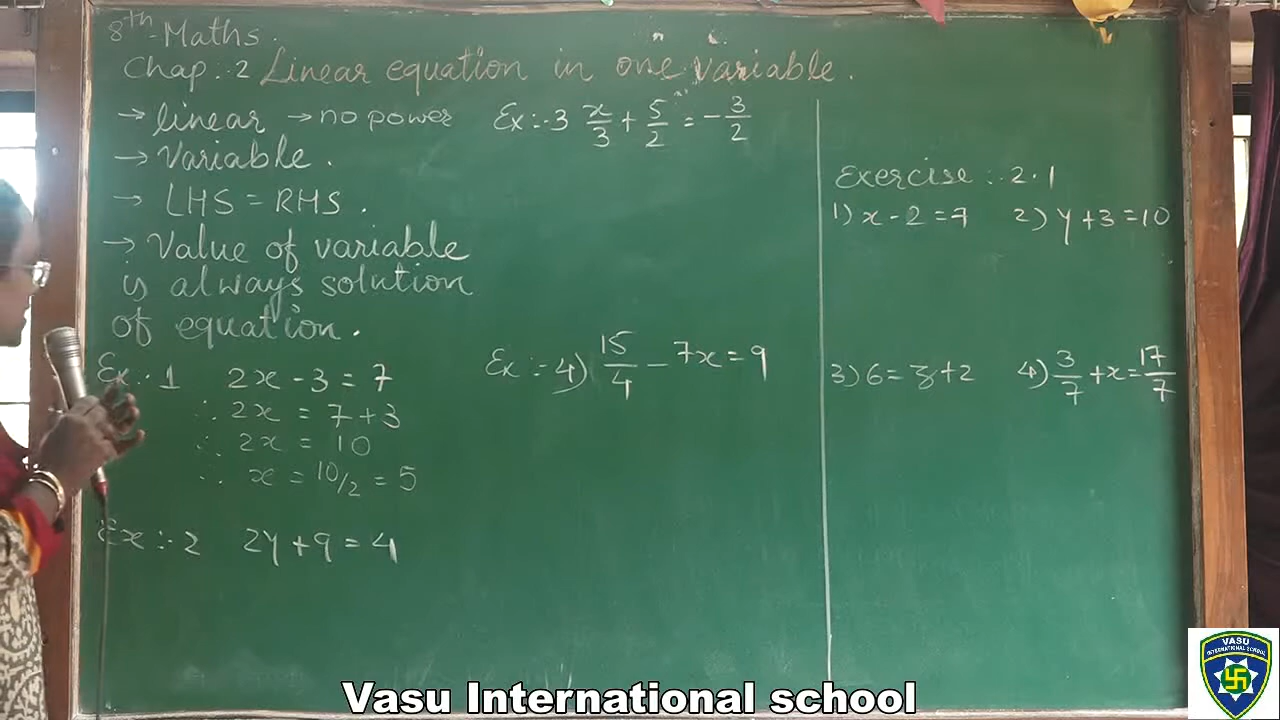 8th Maths.
Chap:-2 Linear equation in one variable.
→ linear → no power
→ Variable.
→ LHS = RHS.
→ Value of variable
is always solution
of equation.
Ex:-1 2x - 3 = 7
∴ 2x = 7 + 3
∴ 2x = 10
∴ x = 10/2 = 5
Ex:-2 2y + 9 = 4
Ex:-3 x/3 + 5/2 = -3/2
Ex:-4) 15/4 - 7x = 9
Exercise:-2.1
1) x - 2 = 7 2) y + 3 = 10
3) 6 = z + 2 4) 3/7 + x = 17/7
Vasu International school
VASU
INTERNATIONAL SCHOOL